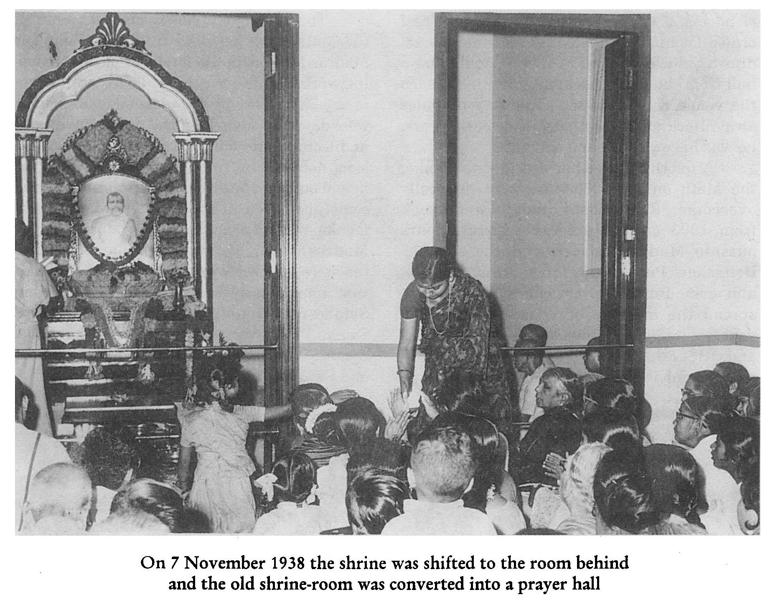 On 7 November 1938 the shrine was shifted to the room behind
and the old shrine-room was converted into a prayer hall